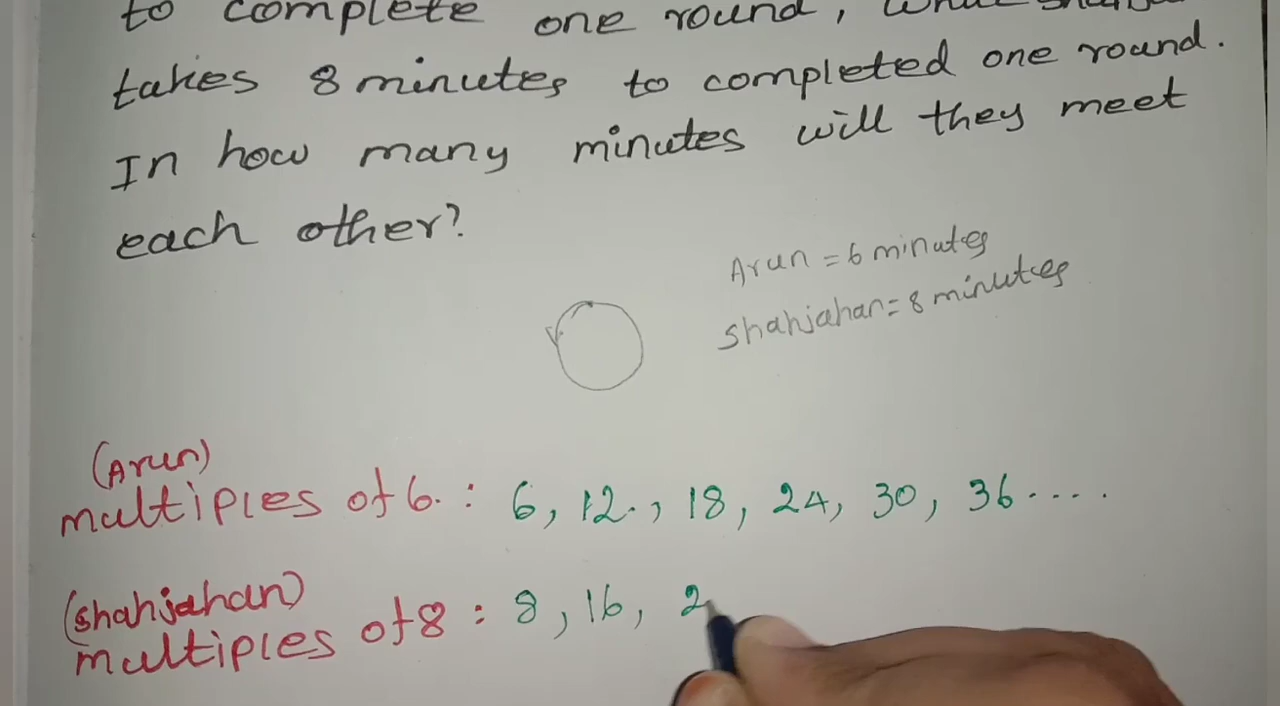 to complete one round,
takes 8 minutes to completed one round.
In how many minutes will they meet
each other?
Arun = 6 minutes
shahjahan = 8 minutes
(Arun)
multiples of 6. : 6, 12., 18, 24, 30, 36 ....
(shahjahan)
multiples of 8 : 8, 16, 2